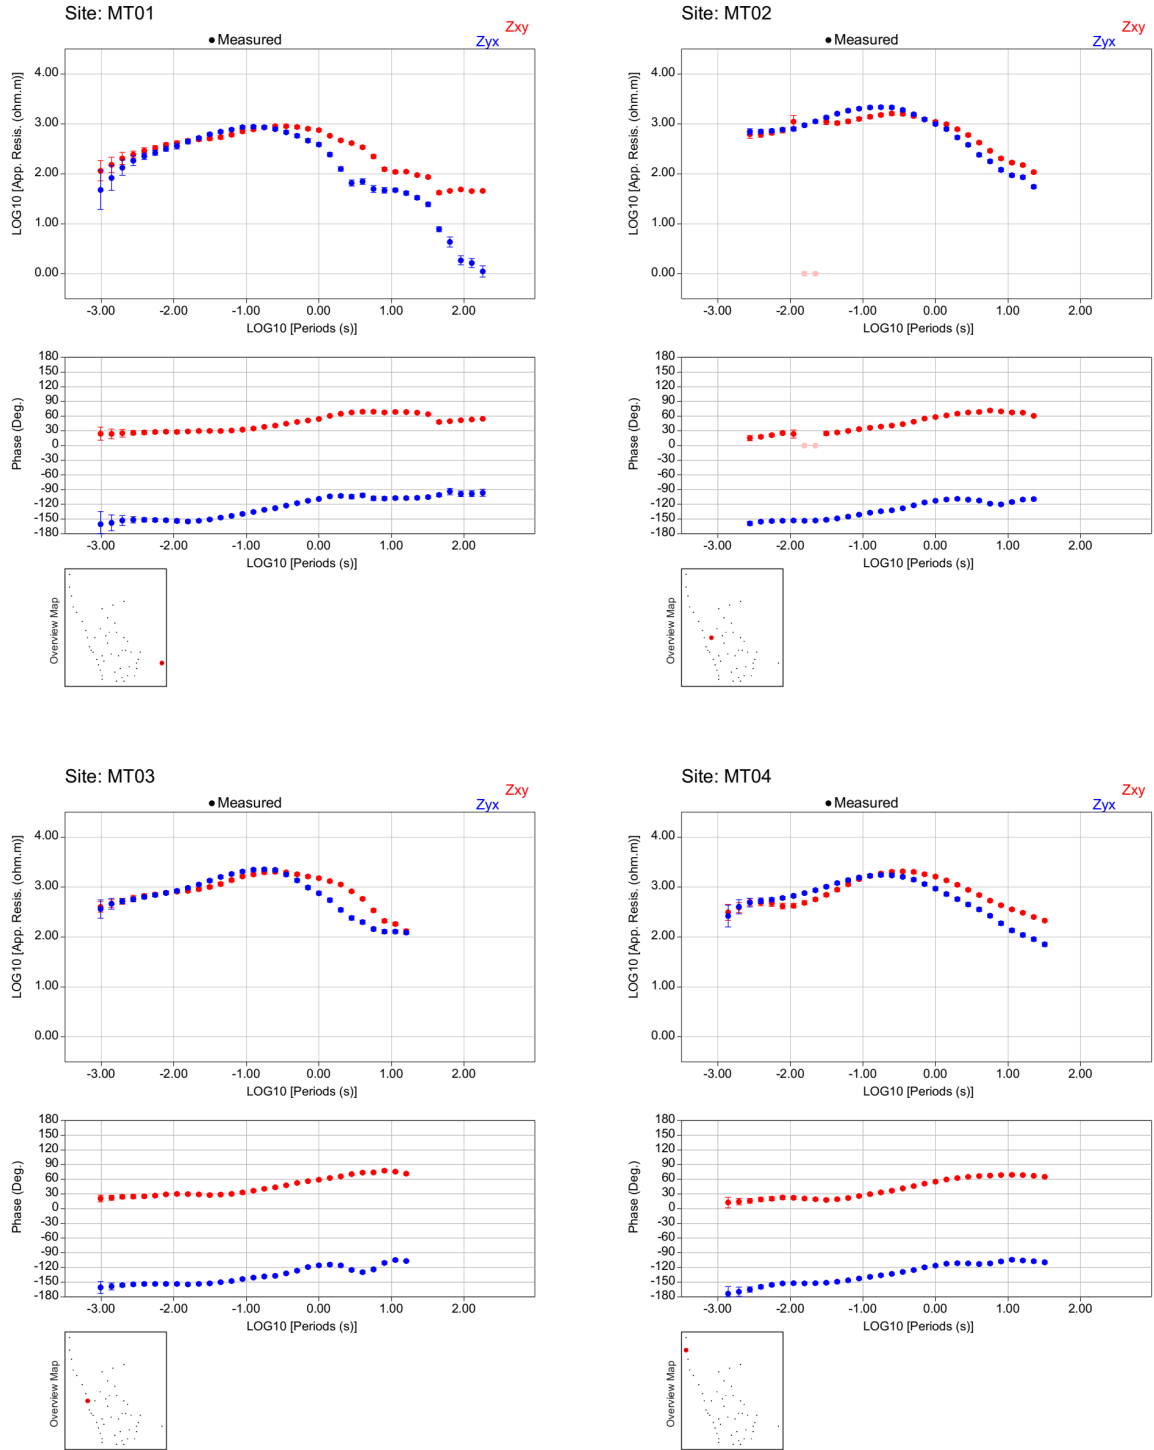 Site: MT01
Zxy
● Measured
Zyx
4.00
3.00
2.00
1.00
0.00
LOG10 [App. Resis. (ohm.m)]
-3.00 -2.00 -1.00 0.00 1.00 2.00
LOG10 [Periods (s)]
180
150
120
90
60
30
0
-30
-60
-90
-120
-150
-180
Phase (Deg.)
-3.00 -2.00 -1.00 0.00 1.00 2.00
LOG10 [Periods (s)]
Overview Map
Site: MT02
Zxy
● Measured
Zyx
4.00
3.00
2.00
1.00
0.00
LOG10 [App. Resis. (ohm.m)]
-3.00 -2.00 -1.00 0.00 1.00 2.00
LOG10 [Periods (s)]
180
150
120
90
60
30
0
-30
-60
-90
-120
-150
-180
Phase (Deg.)
-3.00 -2.00 -1.00 0.00 1.00 2.00
LOG10 [Periods (s)]
Overview Map
Site: MT03
Zxy
● Measured
Zyx
4.00
3.00
2.00
1.00
0.00
LOG10 [App. Resis. (ohm.m)]
-3.00 -2.00 -1.00 0.00 1.00 2.00
LOG10 [Periods (s)]
180
150
120
90
60
30
0
-30
-60
-90
-120
-150
-180
Phase (Deg.)
-3.00 -2.00 -1.00 0.00 1.00 2.00
LOG10 [Periods (s)]
Overview Map
Site: MT04
Zxy
● Measured
Zyx
4.00
3.00
2.00
1.00
0.00
LOG10 [App. Resis. (ohm.m)]
-3.00 -2.00 -1.00 0.00 1.00 2.00
LOG10 [Periods (s)]
180
150
120
90
60
30
0
-30
-60
-90
-120
-150
-180
Phase (Deg.)
-3.00 -2.00 -1.00 0.00 1.00 2.00
LOG10 [Periods (s)]
Overview Map